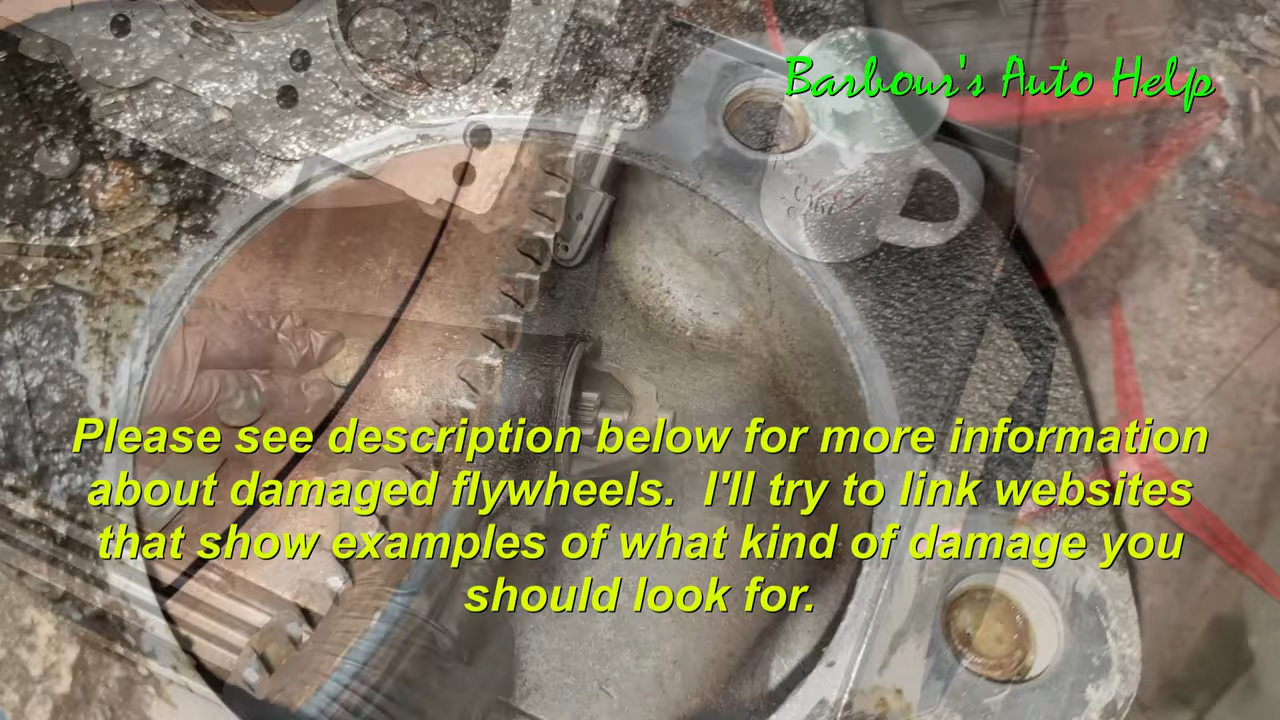 Barbour's Auto Help
Please see description below for more information
about damaged flywheels. I'll try to link websites
that show examples of what kind of damage you
should look for.